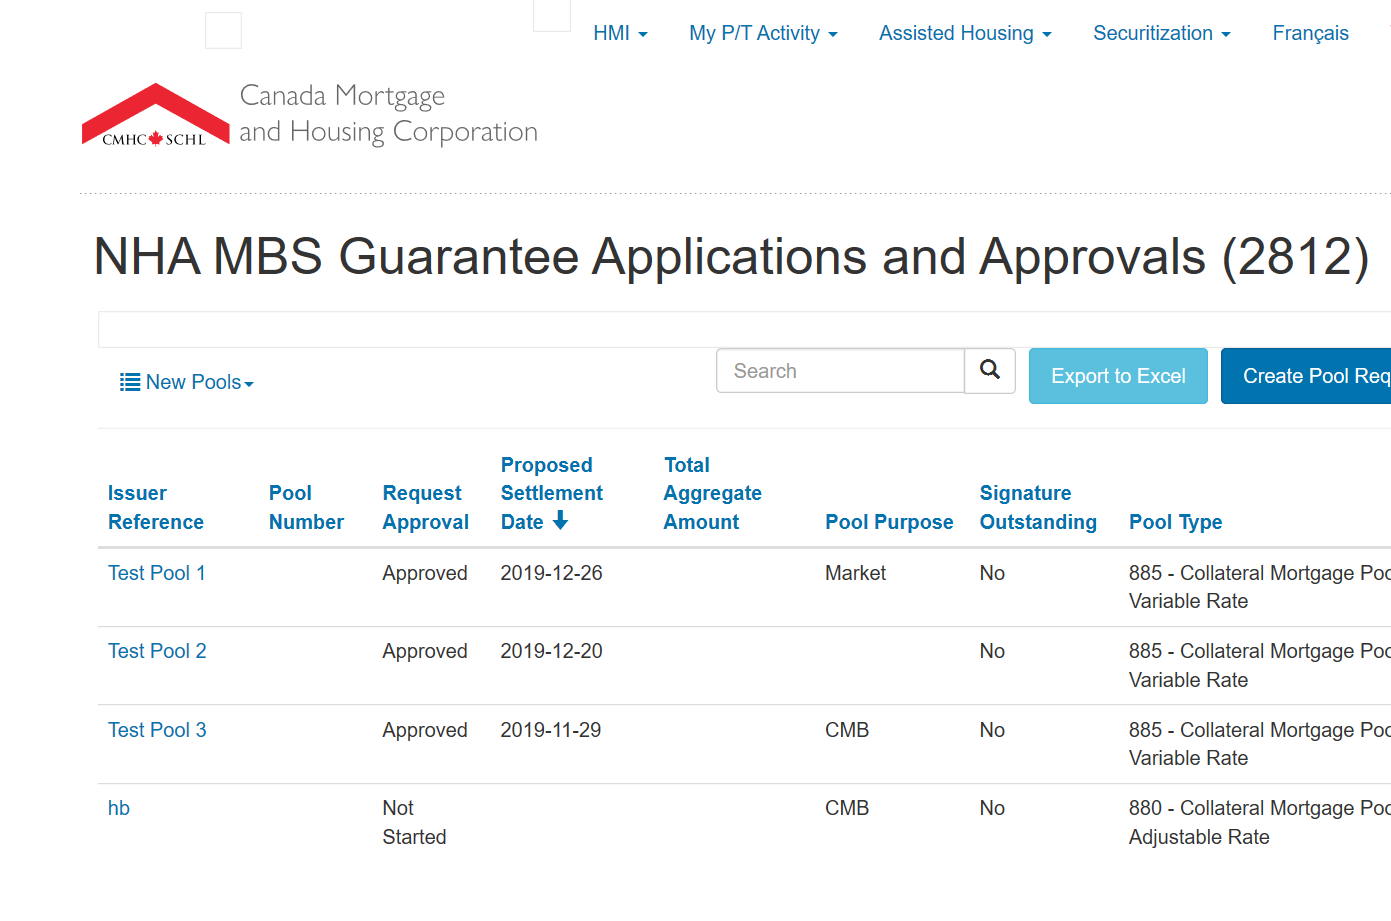 HMI My P/T Activity Assisted Housing Securitization Français
Canada Mortgage
and Housing Corporation
CMHC SCHL
NHA MBS Guarantee Applications and Approvals (2812)
New Pools Search Export to Excel Create Pool Req
Proposed Total
Issuer Pool Request Settlement Aggregate Signature
Reference Number Approval Date Amount Pool Purpose Outstanding Pool Type
Test Pool 1 Approved 2019-12-26 Market No 885 - Collateral Mortgage Poo
Variable Rate
Test Pool 2 Approved 2019-12-20 No 885 - Collateral Mortgage Poo
Variable Rate
Test Pool 3 Approved 2019-11-29 CMB No 885 - Collateral Mortgage Poo
Variable Rate
hb Not CMB No 880 - Collateral Mortgage Poo
Started Adjustable Rate